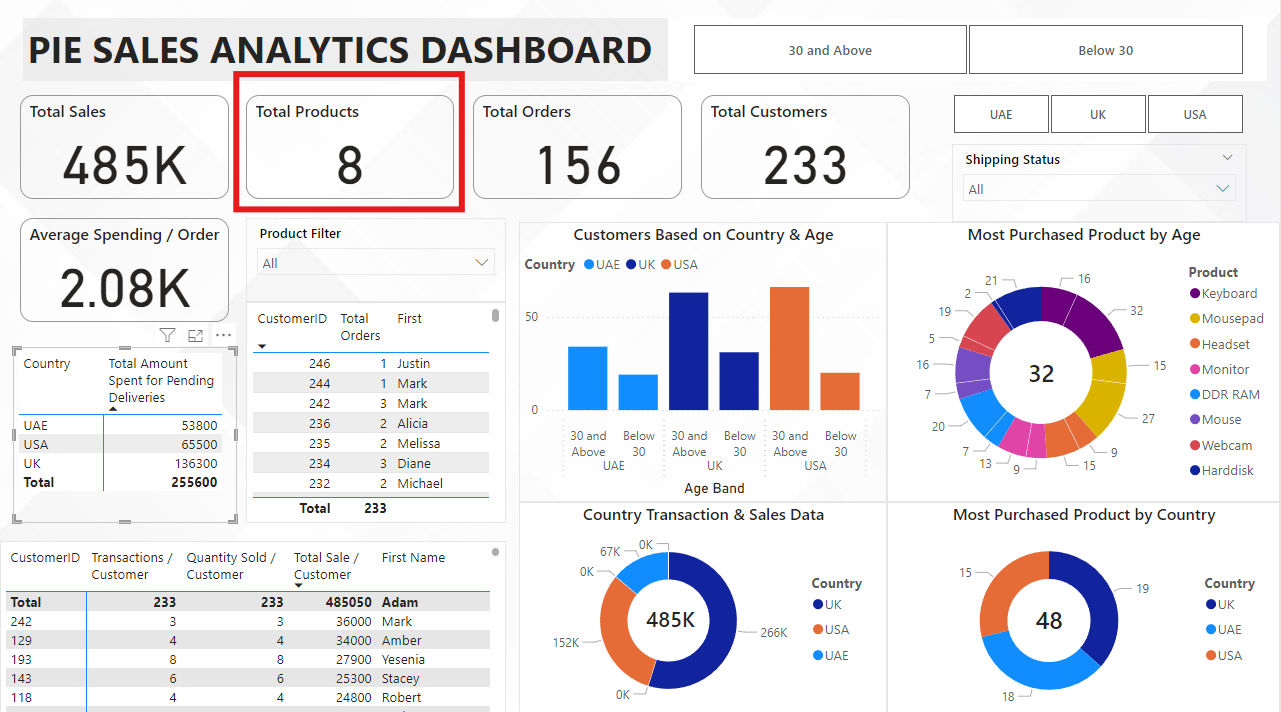 PIE SALES ANALYTICS DASHBOARD
30 and Above
Below 30
Total Sales
485K
Total Products
8
Total Orders
156
Total Customers
233
UAE
UK
USA
Shipping Status
All
Average Spending / Order
2.08K
Product Filter
All
CustomerID Total Orders First
246 1 Justin
244 1 Mark
242 3 Mark
236 2 Alicia
235 2 Melissa
234 3 Diane
232 2 Michael
Total 233
Country Total Amount Spent for Pending Deliveries
UAE 53800
USA 65500
UK 136300
Total 255600
Customers Based on Country & Age
Country UAE UK USA
50
0
30 and Above Below 30 30 and Above Below 30 30 and Above Below 30
UAE UK USA
Age Band
Most Purchased Product by Age
16
32
15
27
9
15
9
13
7
20
7
16
5
19
2
21
32
Product
Keyboard
Mousepad
Headset
Monitor
DDR RAM
Mouse
Webcam
Harddisk
CustomerID Transactions / Customer Quantity Sold / Customer Total Sale / Customer First Name
Total 233 233 485050 Adam
242 3 3 36000 Mark
129 4 4 34000 Amber
193 8 8 27900 Yesenia
143 6 6 25300 Stacey
118 4 4 24800 Robert
Country Transaction & Sales Data
0K
67K
0K
152K
0K
266K
485K
Country
UK
USA
UAE
Most Purchased Product by Country
15
19
18
48
Country
UK
UAE
USA